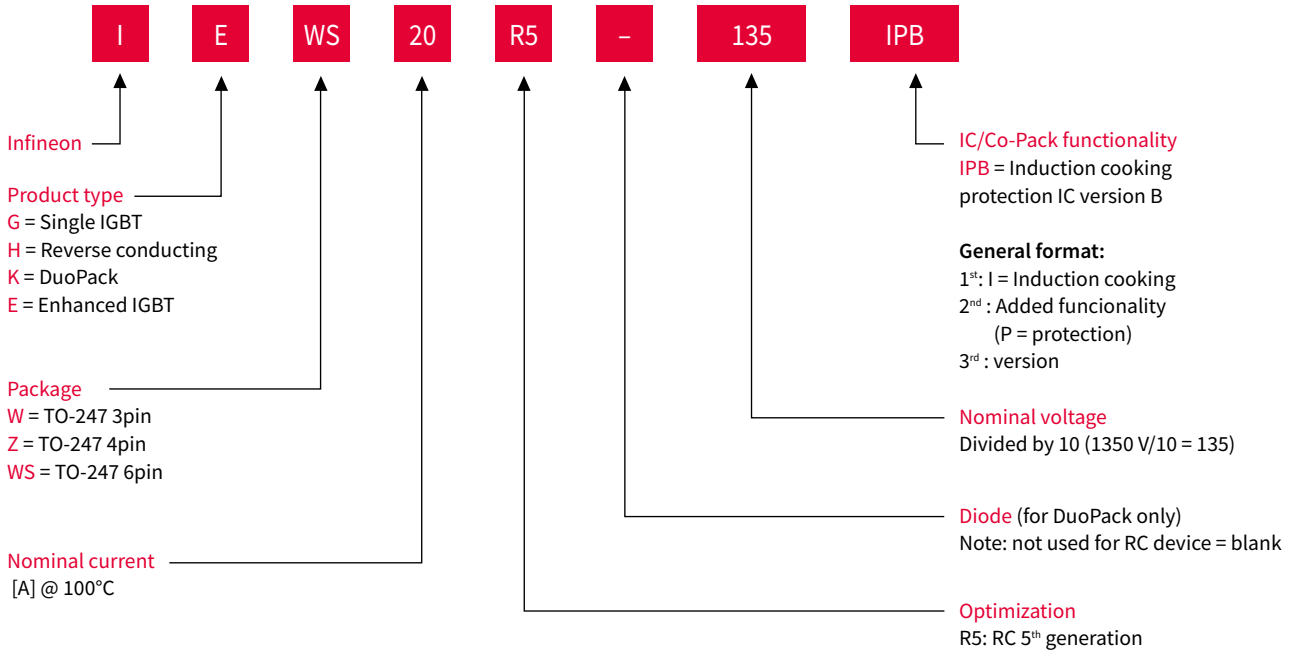 I E WS 20 R5 – 135 IPB
Infineon
Product type
G = Single IGBT
H = Reverse conducting
K = DuoPack
E = Enhanced IGBT
Package
W = TO-247 3pin
Z = TO-247 4pin
WS = TO-247 6pin
Nominal current
[A] @ 100°C
IC/Co-Pack functionality
IPB = Induction cooking
protection IC version B
General format:
1st: I = Induction cooking
2nd : Added funcionality
(P = protection)
3rd : version
Nominal voltage
Divided by 10 (1350 V/10 = 135)
Diode (for DuoPack only)
Note: not used for RC device = blank
Optimization
R5: RC 5th generation